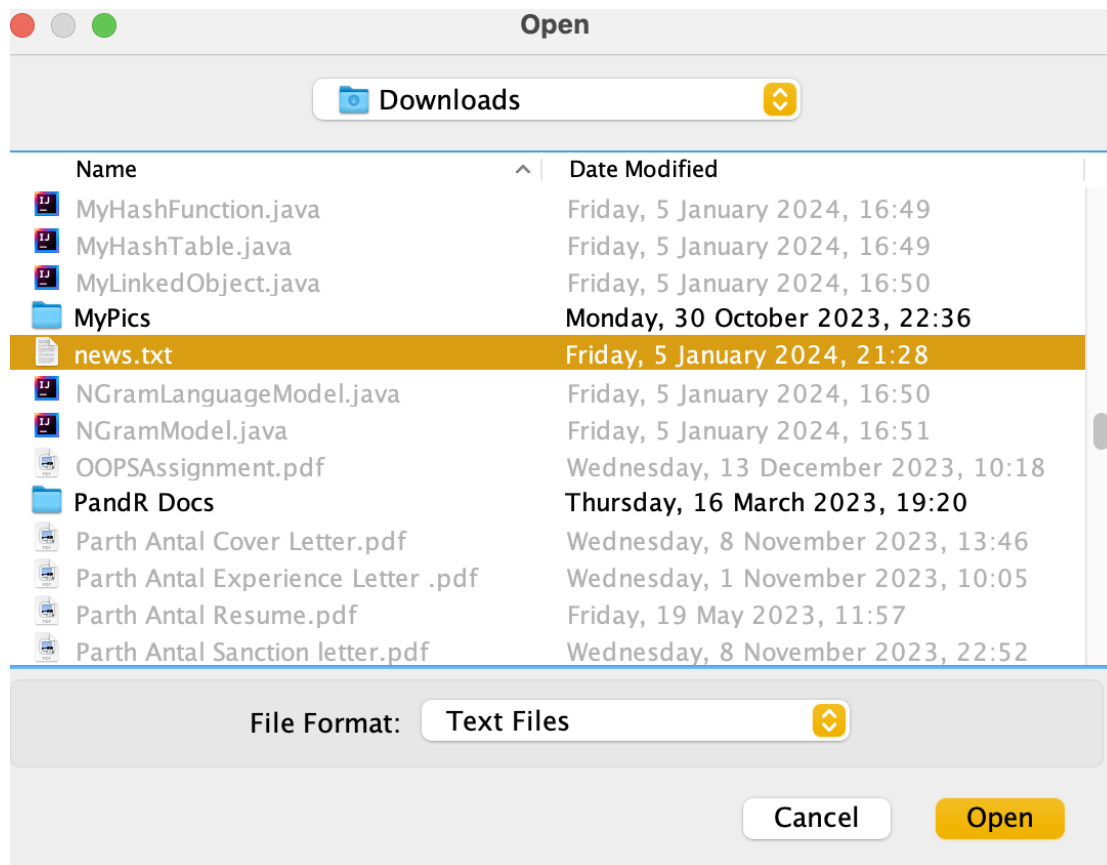 Open
Downloads
Name Date Modified
MyHashFunction.java Friday, 5 January 2024, 16:49
MyHashTable.java Friday, 5 January 2024, 16:49
MyLinkedObject.java Friday, 5 January 2024, 16:50
MyPics Monday, 30 October 2023, 22:36
news.txt Friday, 5 January 2024, 21:28
NGramLanguageModel.java Friday, 5 January 2024, 16:50
NGramModel.java Friday, 5 January 2024, 16:51
OOPSAssignment.pdf Wednesday, 13 December 2023, 10:18
PandR Docs Thursday, 16 March 2023, 19:20
Parth Antal Cover Letter.pdf Wednesday, 8 November 2023, 13:46
Parth Antal Experience Letter .pdf Wednesday, 1 November 2023, 10:05
Parth Antal Resume.pdf Friday, 19 May 2023, 11:57
Parth Antal Sanction letter.pdf Wednesday, 8 November 2023, 22:52
File Format: Text Files
Cancel Open